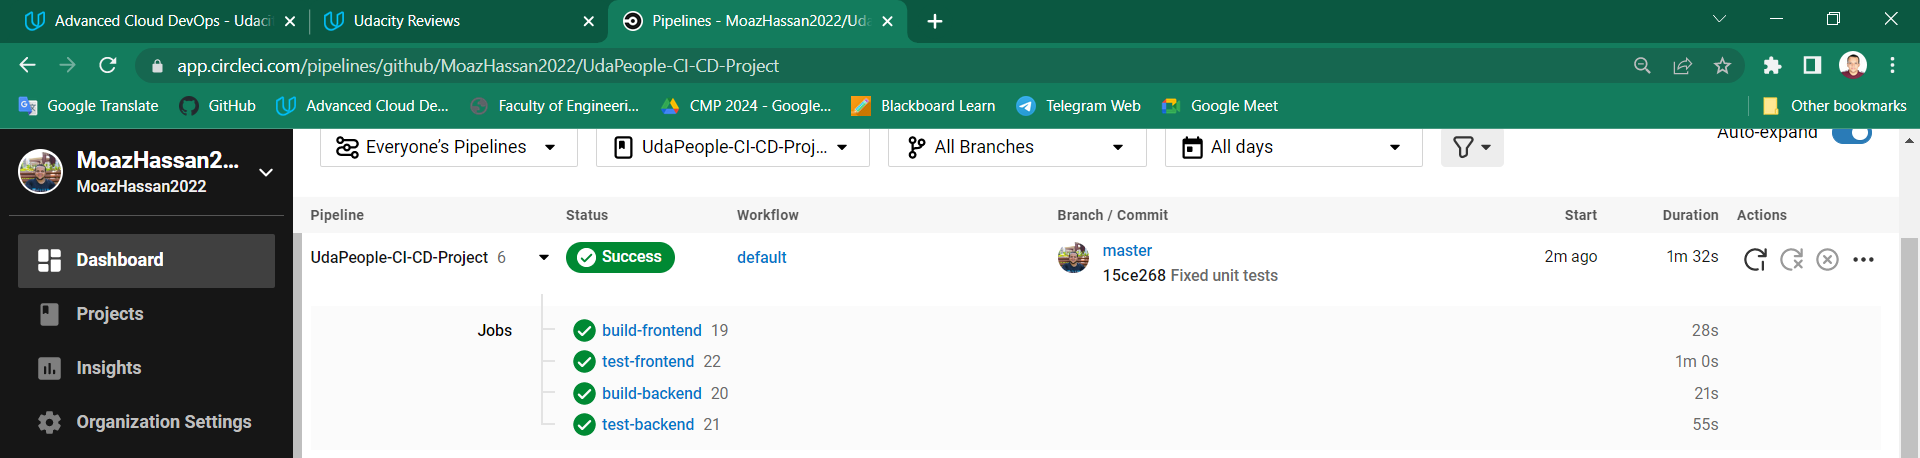 Advanced Cloud DevOps - Udaci
Udacity Reviews
Pipelines - MoazHassan2022/Uda
app.circleci.com/pipelines/github/MoazHassan2022/UdaPeople-CI-CD-Project
Google Translate
GitHub
Advanced Cloud De...
Faculty of Engineeri...
CMP 2024 - Google...
Blackboard Learn
Telegram Web
Google Meet
Other bookmarks
MoazHassan2...
MoazHassan2022
Dashboard
Projects
Insights
Organization Settings
Everyone's Pipelines
UdaPeople-CI-CD-Proj...
All Branches
All days
Auto-expand
Pipeline Status Workflow Branch / Commit Start Duration Actions
UdaPeople-CI-CD-Project 6 Success default master 2m ago 1m 32s
15ce268 Fixed unit tests
Jobs build-frontend 19 28s
test-frontend 22 1m 0s
build-backend 20 21s
test-backend 21 55s